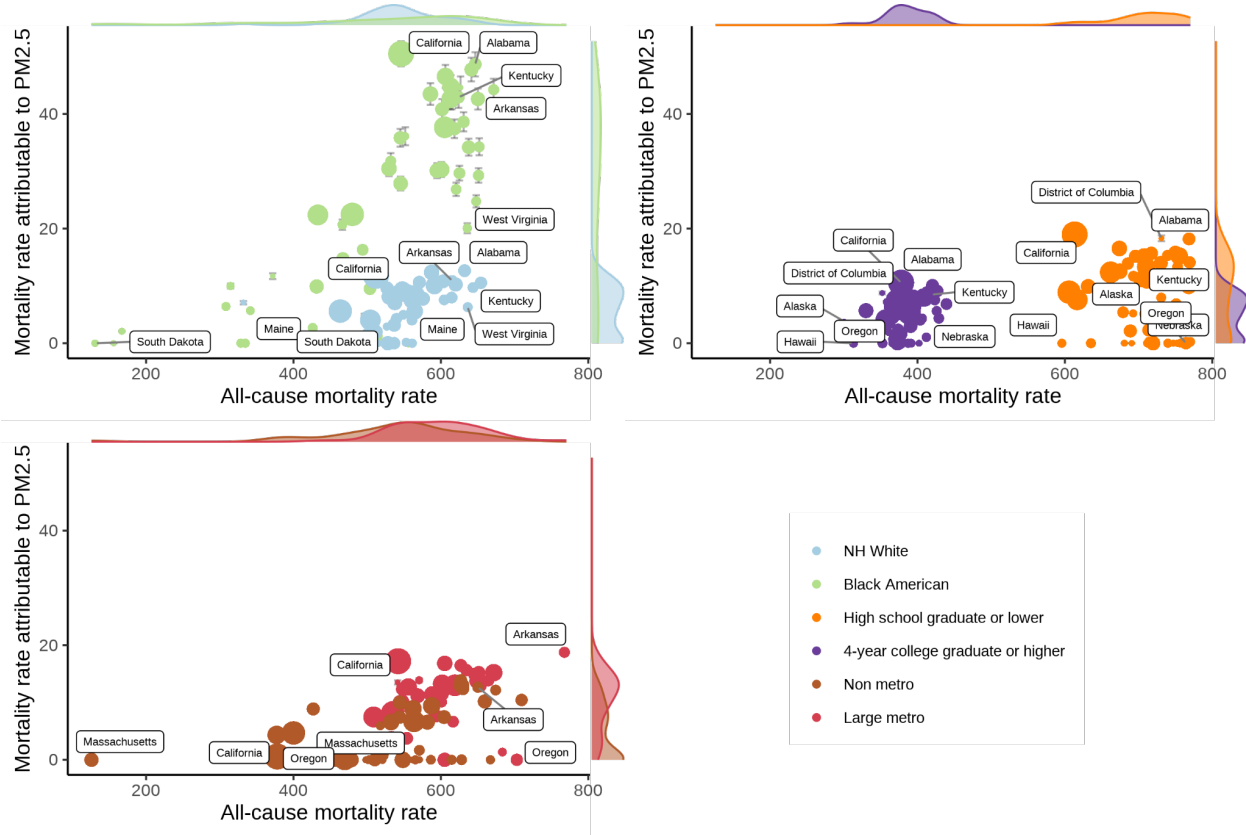 Mortality rate attributable to PM2.5
40
20
0
California
Alabama
Kentucky
Arkansas
West Virginia
Arkansas
Alabama
California
Kentucky
Maine
Maine
West Virginia
South Dakota
South Dakota
200
400
600
800
All-cause mortality rate
Mortality rate attributable to PM2.5
40
20
0
District of Columbia
Alabama
California
California
Alabama
District of Columbia
Kentucky
Kentucky
Alaska
Alaska
Oregon
Hawaii
Nebraska
Oregon
Nebraska
Hawaii
200
400
600
800
All-cause mortality rate
Mortality rate attributable to PM2.5
40
20
0
Arkansas
California
Arkansas
Massachusetts
Massachusetts
California
Oregon
Oregon
200
400
600
800
All-cause mortality rate
NH White
Black American
High school graduate or lower
4-year college graduate or higher
Non metro
Large metro